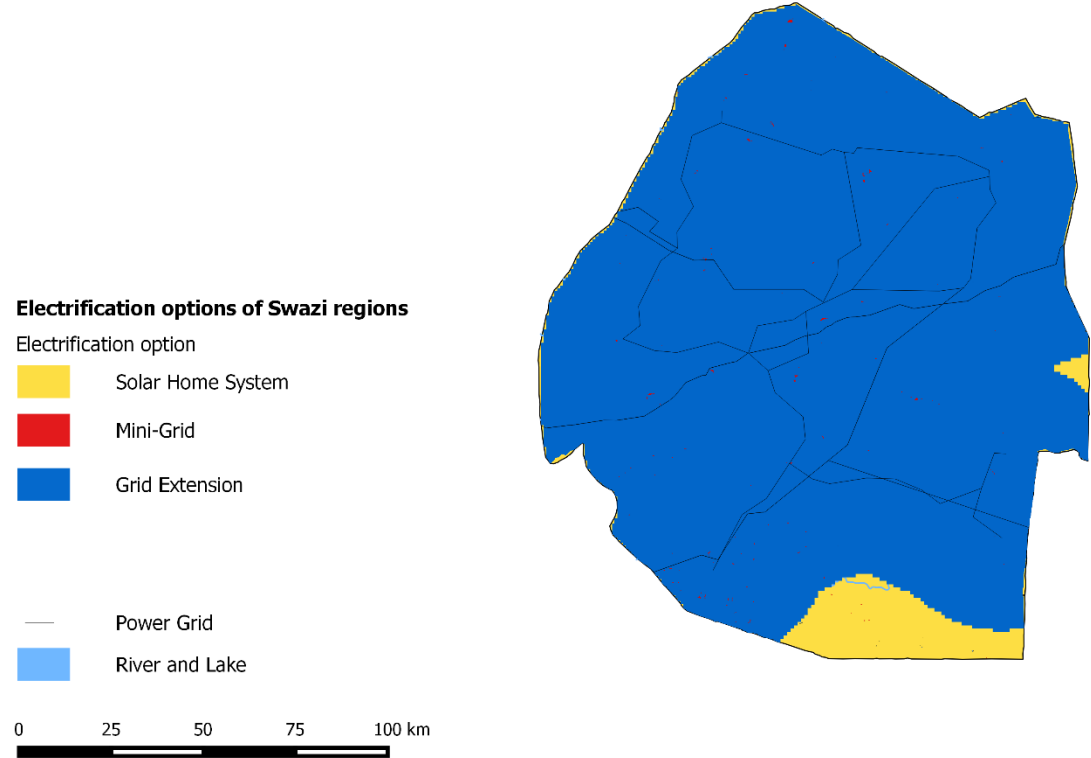 Electrification options of Swazi regions
Electrification option
Solar Home System
Mini-Grid
Grid Extension
Power Grid
River and Lake
0 25 50 75 100 km